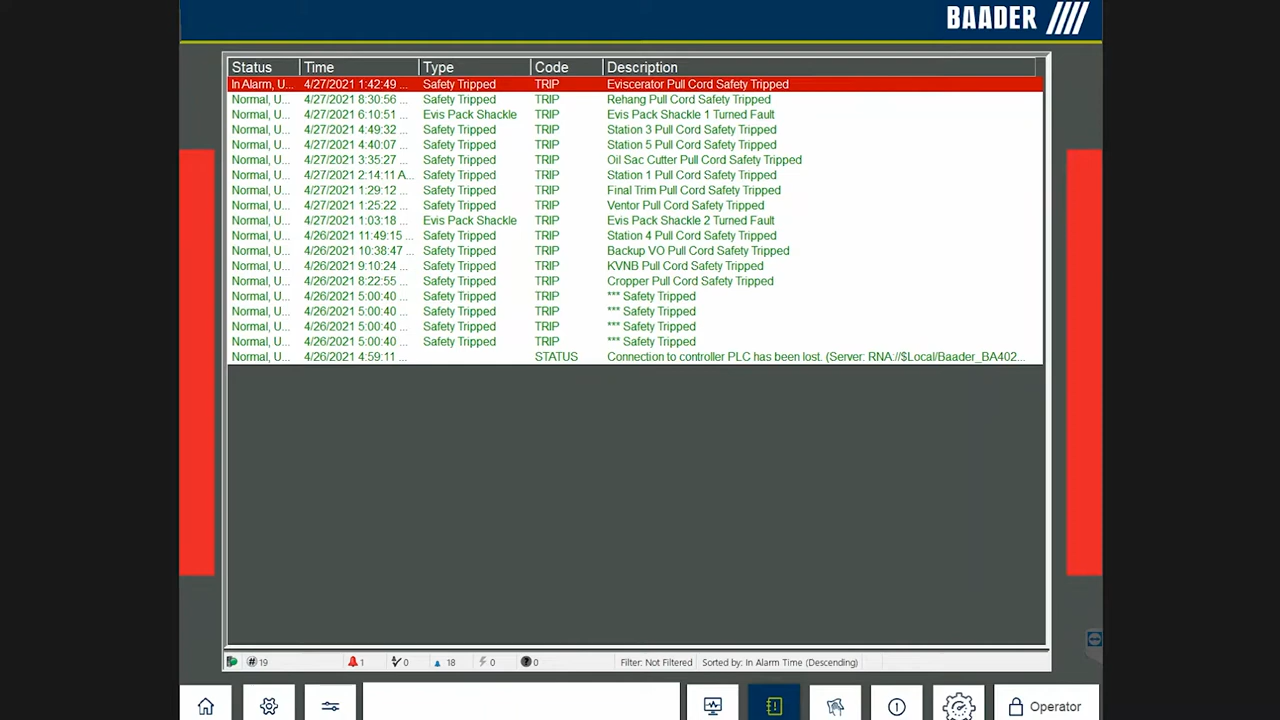 BAADER
Status Time Type Code Description
In Alarm, U... 4/27/2021 1:42:49 ... Safety Tripped TRIP Eviscerator Pull Cord Safety Tripped
Normal, U... 4/27/2021 8:30:56 ... Safety Tripped TRIP Rehang Pull Cord Safety Tripped
Normal, U... 4/27/2021 6:10:51 ... Evis Pack Shackle TRIP Evis Pack Shackle 1 Turned Fault
Normal, U... 4/27/2021 4:49:32 ... Safety Tripped TRIP Station 3 Pull Cord Safety Tripped
Normal, U... 4/27/2021 4:40:07 ... Safety Tripped TRIP Station 5 Pull Cord Safety Tripped
Normal, U... 4/27/2021 3:35:27 ... Safety Tripped TRIP Oil Sac Cutter Pull Cord Safety Tripped
Normal, U... 4/27/2021 2:14:11 A... Safety Tripped TRIP Station 1 Pull Cord Safety Tripped
Normal, U... 4/27/2021 1:29:12 ... Safety Tripped TRIP Final Trim Pull Cord Safety Tripped
Normal, U... 4/27/2021 1:25:22 ... Safety Tripped TRIP Ventor Pull Cord Safety Tripped
Normal, U... 4/27/2021 1:03:18 ... Evis Pack Shackle TRIP Evis Pack Shackle 2 Turned Fault
Normal, U... 4/26/2021 11:49:15 ... Safety Tripped TRIP Station 4 Pull Cord Safety Tripped
Normal, U... 4/26/2021 10:38:47 ... Safety Tripped TRIP Backup VO Pull Cord Safety Tripped
Normal, U... 4/26/2021 9:10:24 ... Safety Tripped TRIP KVNB Pull Cord Safety Tripped
Normal, U... 4/26/2021 8:22:55 ... Safety Tripped TRIP Cropper Pull Cord Safety Tripped
Normal, U... 4/26/2021 5:00:40 ... Safety Tripped TRIP *** Safety Tripped
Normal, U... 4/26/2021 5:00:40 ... Safety Tripped TRIP *** Safety Tripped
Normal, U... 4/26/2021 5:00:40 ... Safety Tripped TRIP *** Safety Tripped
Normal, U... 4/26/2021 5:00:40 ... Safety Tripped TRIP *** Safety Tripped
Normal, U... 4/26/2021 4:59:11 ... STATUS Connection to controller PLC has been lost. (Server: RNA://$Local/Baader_BA402...
# 19 1 0 18 0 0 Filter: Not Filtered Sorted by: In Alarm Time (Descending)
Operator